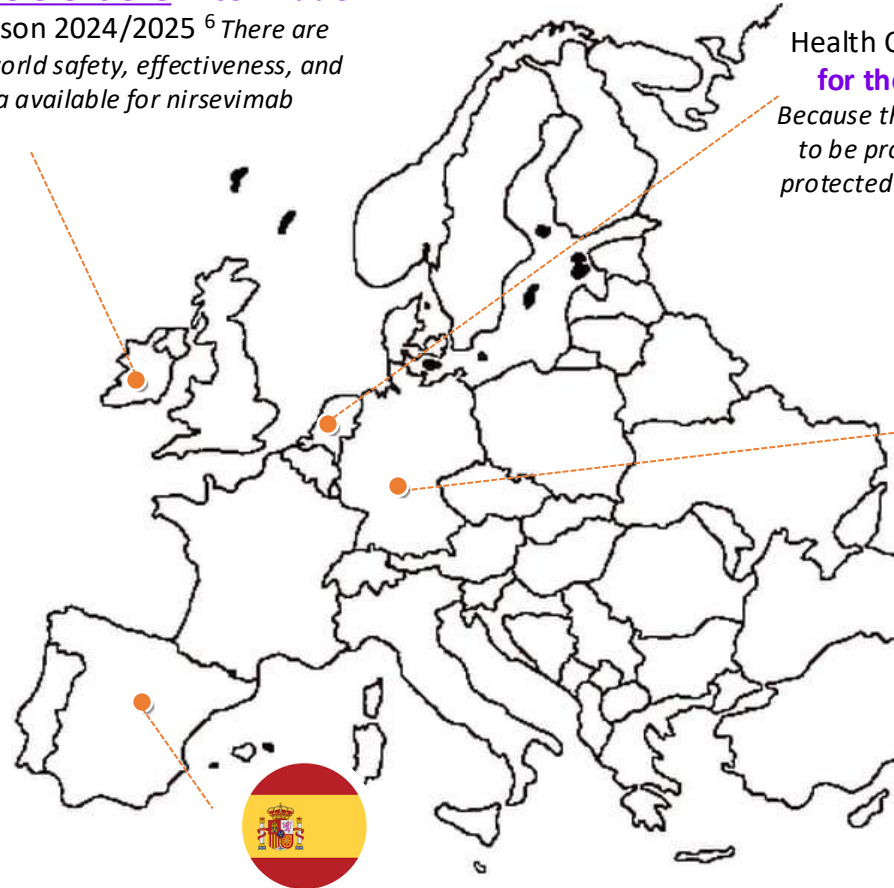 son 2024/2025 6 There are
orld safety, effectiveness, and
a available for nirsevimab
Health
for the
Because th
to be pro
protected